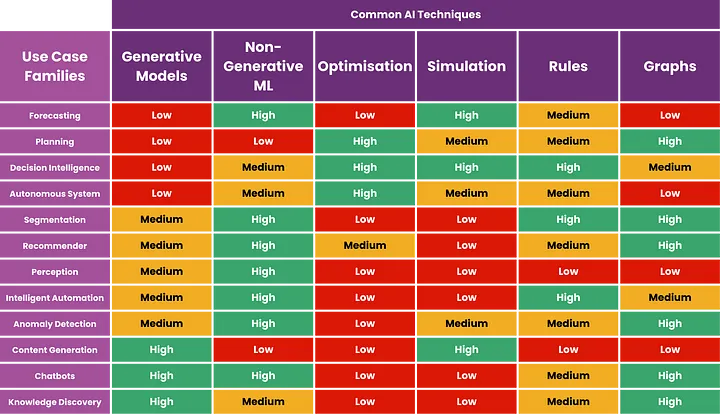 Common AI Techniques
Use Case Families Generative Models Non-Generative ML Optimisation Simulation Rules Graphs
Forecasting Low High Low High Medium Low
Planning Low Low High Medium Medium High
Decision Intelligence Low Medium High High High Medium
Autonomous System Low Medium High Medium Medium Low
Segmentation Medium High Low Low High High
Recommender Medium High Medium Low Medium High
Perception Medium High Low Low Low Low
Intelligent Automation Medium High Low Low High Medium
Anomaly Detection Medium High Low Medium Medium High
Content Generation High Low Low High Low Low
Chatbots High High Low Low Medium High
Knowledge Discovery High Medium Low Low Medium High